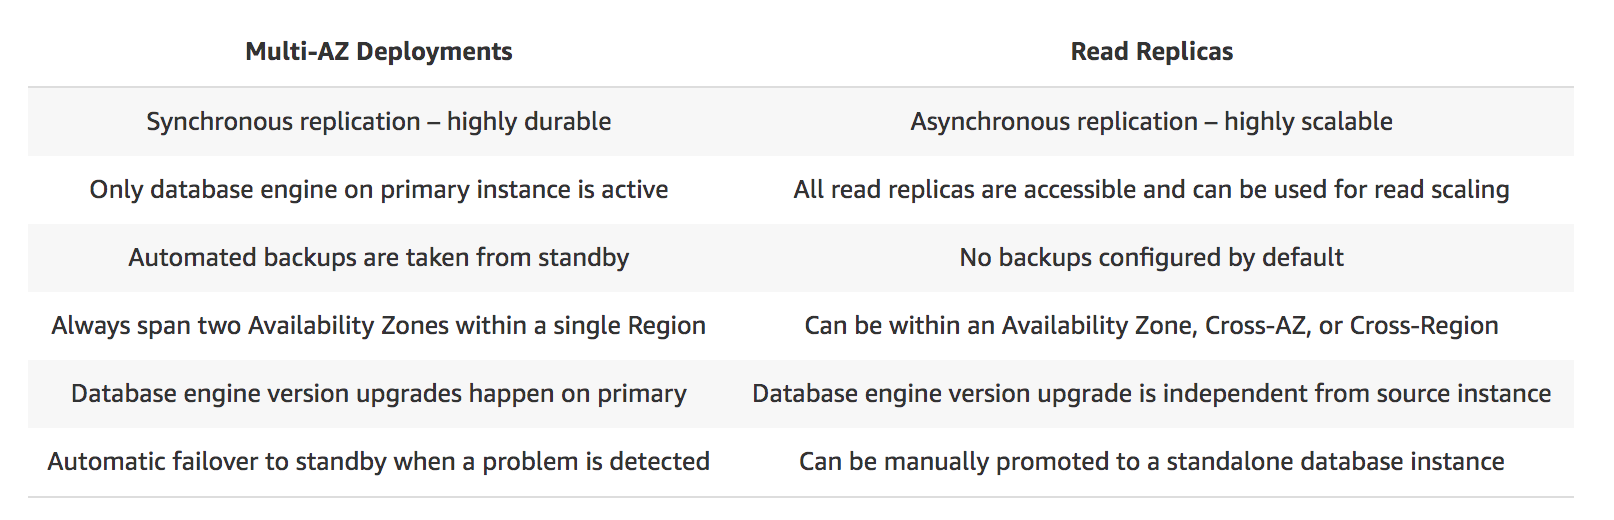 Multi-AZ Deployments Read Replicas
Synchronous replication – highly durable Asynchronous replication – highly scalable
Only database engine on primary instance is active All read replicas are accessible and can be used for read scaling
Automated backups are taken from standby No backups configured by default
Always span two Availability Zones within a single Region Can be within an Availability Zone, Cross-AZ, or Cross-Region
Database engine version upgrades happen on primary Database engine version upgrade is independent from source instance
Automatic failover to standby when a problem is detected Can be manually promoted to a standalone database instance